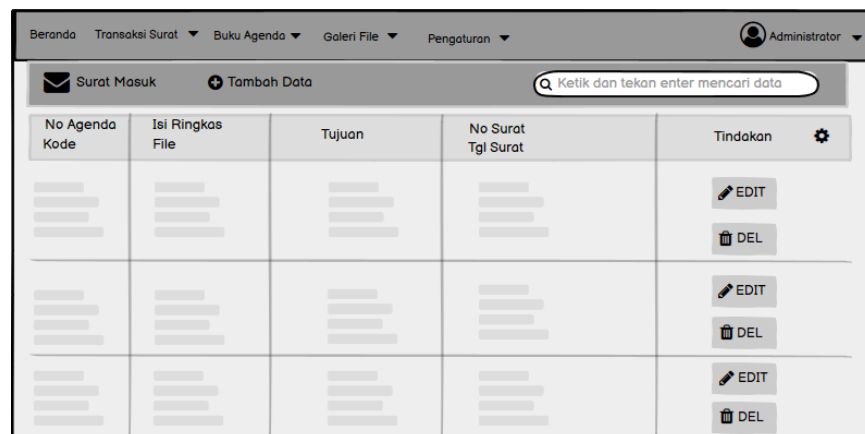 Beranda Transaksi Surat Buku Agenda Galeri File Pengaturan Administrator
Surat Masuk Tambah Data Ketik dan tekan enter mencari data
No Agenda Isi Ringkas Tujuan No Surat Tindakan
Kode File Tgl Surat
EDIT
DEL
EDIT
DEL
EDIT
DEL